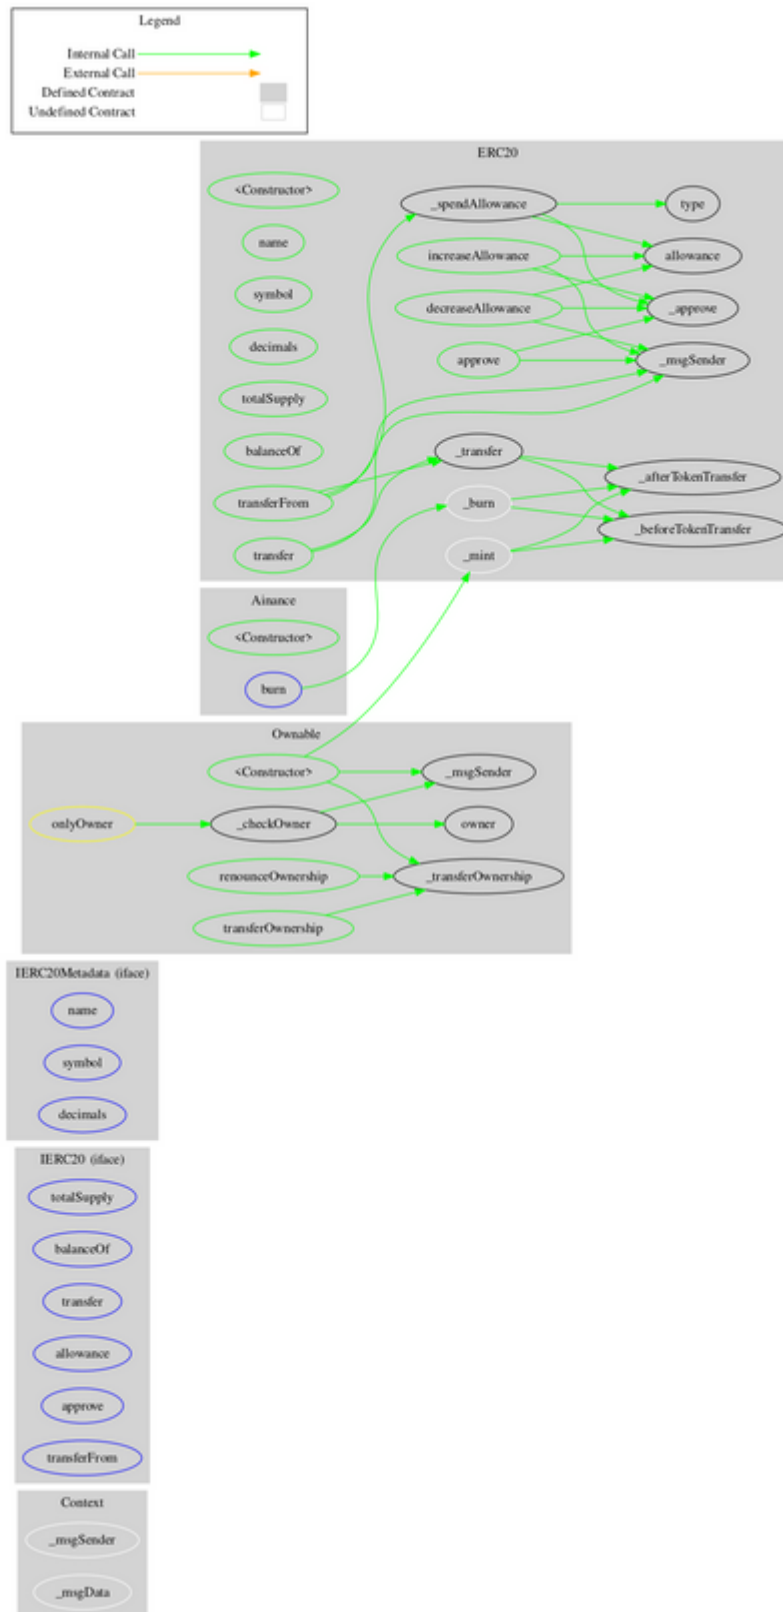 Legend
Internal Call
External Call
Defined Contract
Undefined Contract
ERC20
<Constructor>
_spendAllowance
type
name
increaseAllowance
allowance
symbol
decreaseAllowance
_approve
decimals
approve
_msgSender
totalSupply
balanceOf
_transfer
_afterTokenTransfer
transferFrom
_burn
_beforeTokenTransfer
transfer
_mint
Ainance
<Constructor>
burn
Ownable
<Constructor>
_msgSender
onlyOwner
_checkOwner
owner
renounceOwnership
_transferOwnership
transferOwnership
IERC20Metadata (iface)
name
symbol
decimals
IERC20 (iface)
totalSupply
balanceOf
transfer
allowance
approve
transferFrom
Context
_msgSender
_msgData